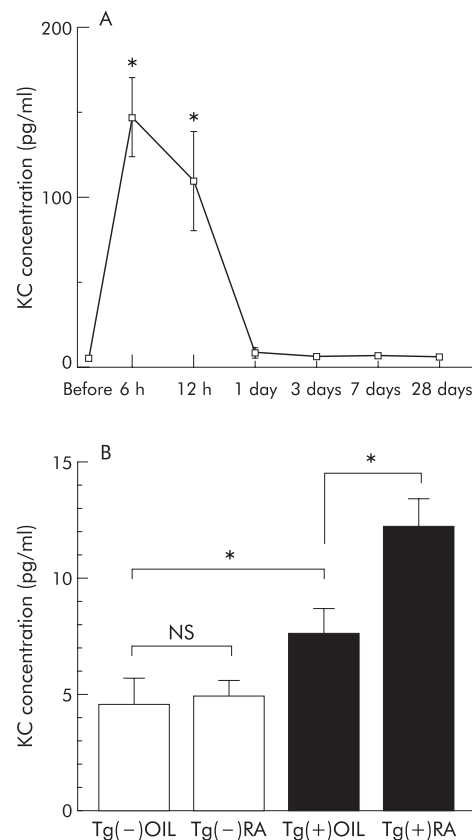 A
200
*
*
150
KC concentration (pg/ml)
100
0
Before 6 h 12 h 1 day 3 days 7 days 28 days
B
15
*
*
10
NS
KC concentration (pg/ml)
5
0
Tg(−)OIL Tg(−)RA Tg(+)OIL Tg(+)RA